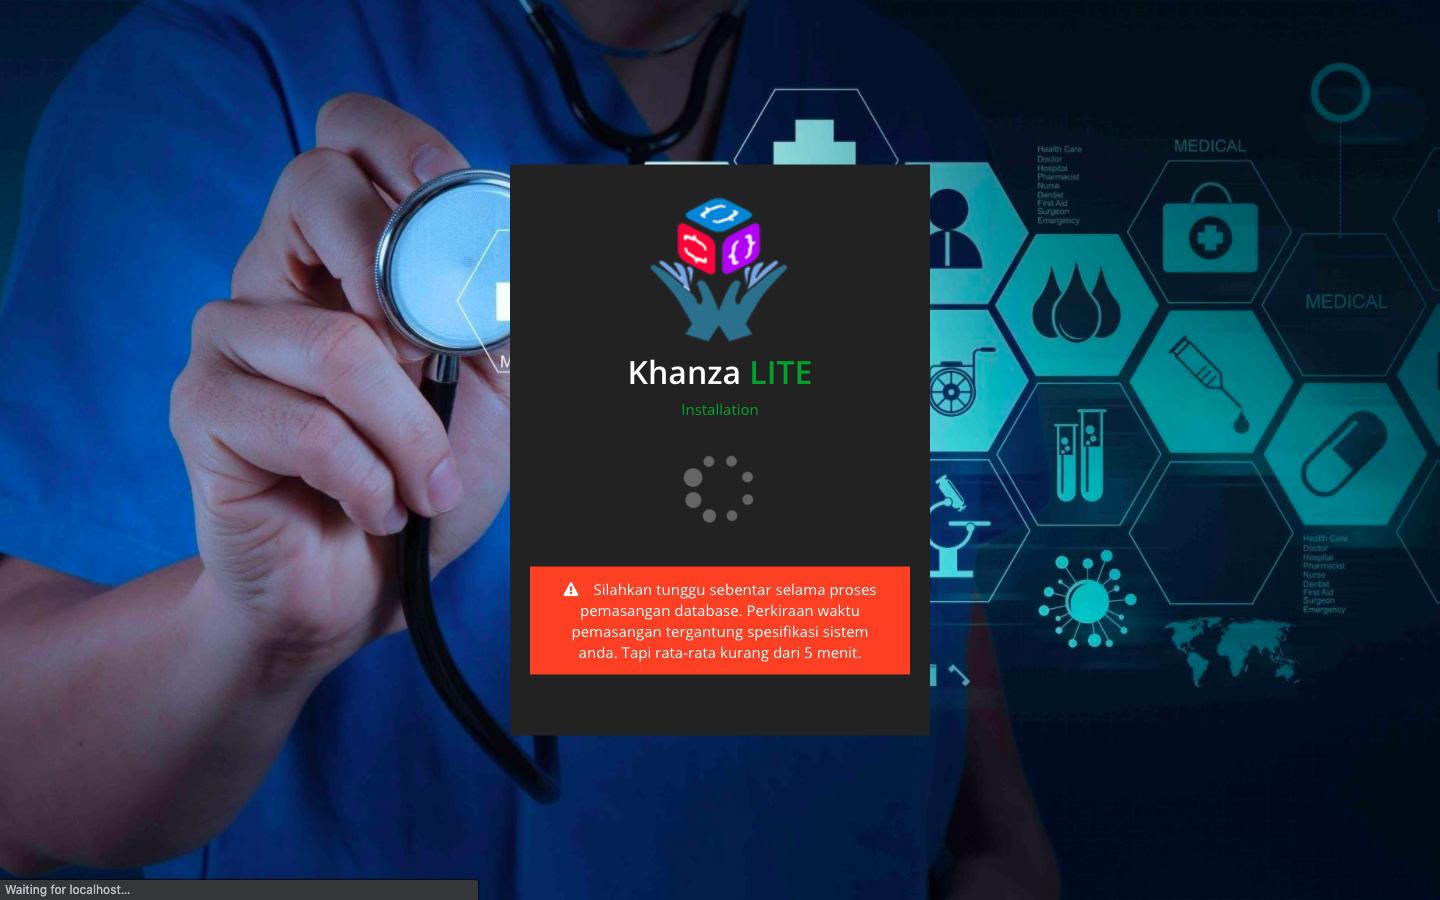 MEDICAL
Health Care
Doctor
Hospital
Pharmacist
Nurse
Dentist
First Aid
Surgeon
Emergency
MEDICAL
Khanza LITE
Installation
Silahkan tunggu sebentar selama proses
pemasangan database. Perkiraan waktu
pemasangan tergantung spesifikasi sistem
anda. Tapi rata-rata kurang dari 5 menit.
Health Care
Doctor
Hospital
Pharmacist
Nurse
Dentist
First Aid
Surgeon
Emergency
Waiting for localhost...